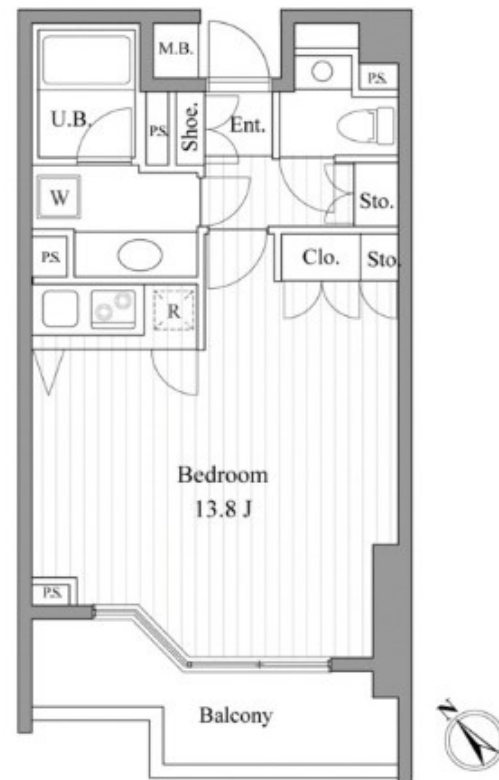 M.B.
P.S.
U.B.
P.S.
Shoe.
Ent.
W
Sto.
P.S.
Clo.
Sto.
R
Bedroom
13.8 J
P.S.
Balcony
N